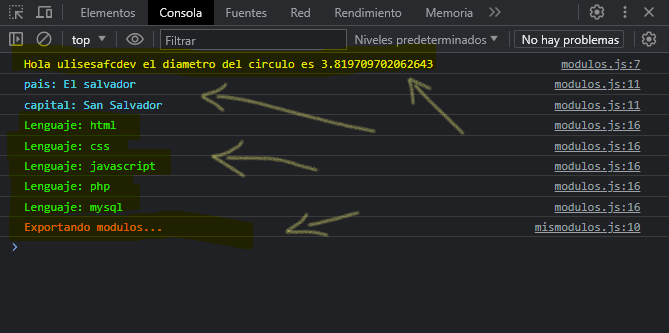 Elementos Consola Fuentes Red Rendimiento Memoria »
top Filtrar Niveles predeterminados No hay problemas
Hola ulisesafcdev el diametro del circulo es 3.819709702062643 modulos.js:7
pais: El salvador modulos.js:11
capital: San Salvador modulos.js:11
Lenguaje: html modulos.js:16
Lenguaje: css modulos.js:16
Lenguaje: javascript modulos.js:16
Lenguaje: php modulos.js:16
Lenguaje: mysql modulos.js:16
Exportando modulos... mismodulos.js:10
>